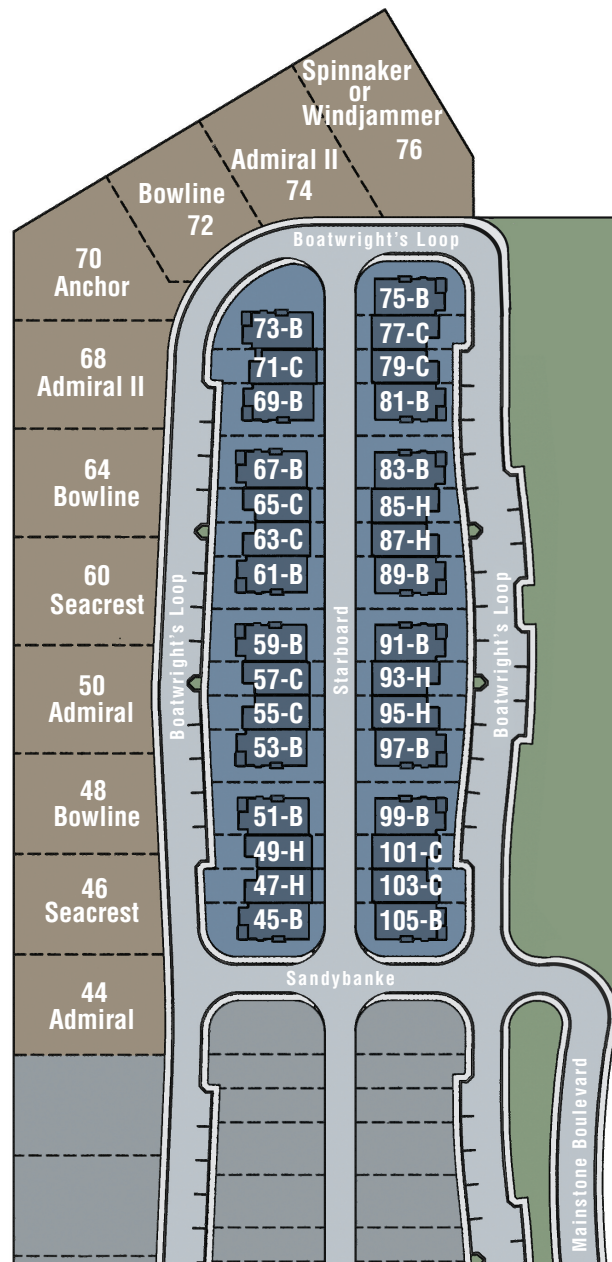 Spinnaker
or
Windjammer
76
Admiral II
74
Bowline
72
70
Anchor
68
Admiral II
64
Bowline
60
Seacrest
50
Admiral
48
Bowline
46
Seacrest
44
Admiral
Boatwright's Loop
Boatwright's Loop
73-B
71-C
69-B
67-B
65-C
63-C
61-B
59-B
57-C
55-C
53-B
51-B
49-H
47-H
45-B
Starboard
75-B
77-C
79-C
81-B
83-B
85-H
87-H
89-B
91-B
93-H
95-H
97-B
99-B
101-C
103-C
105-B
Boatwright's Loop
Sandybanke
Mainstone Boulevard